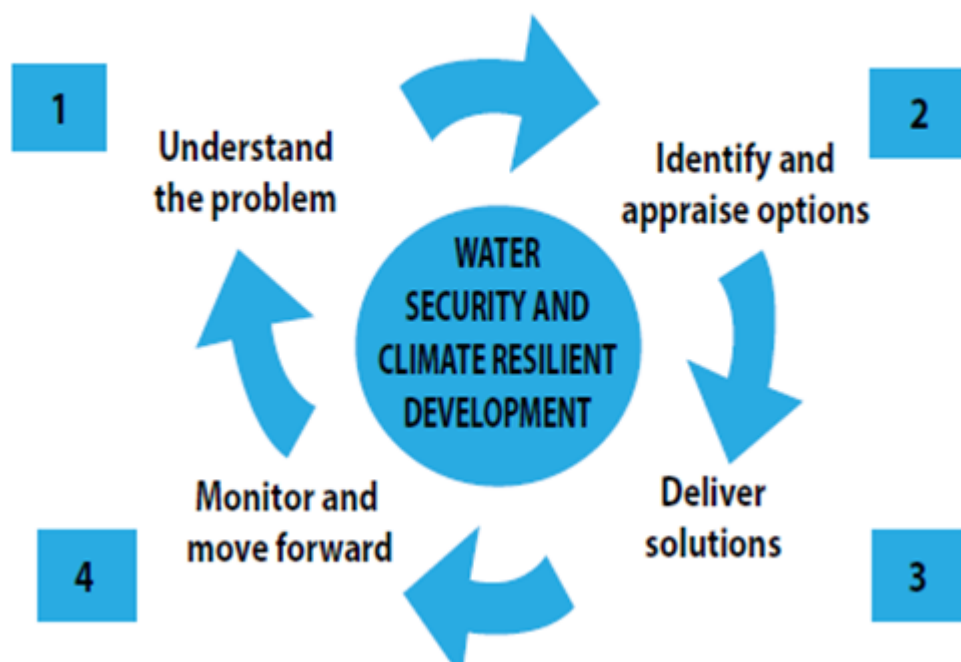 1
Understand
the problem
2
Identify and
appraise options
WATER
SECURITY AND
CLIMATE RESILIENT
DEVELOPMENT
Deliver
solutions
3
Monitor and
move forward
4